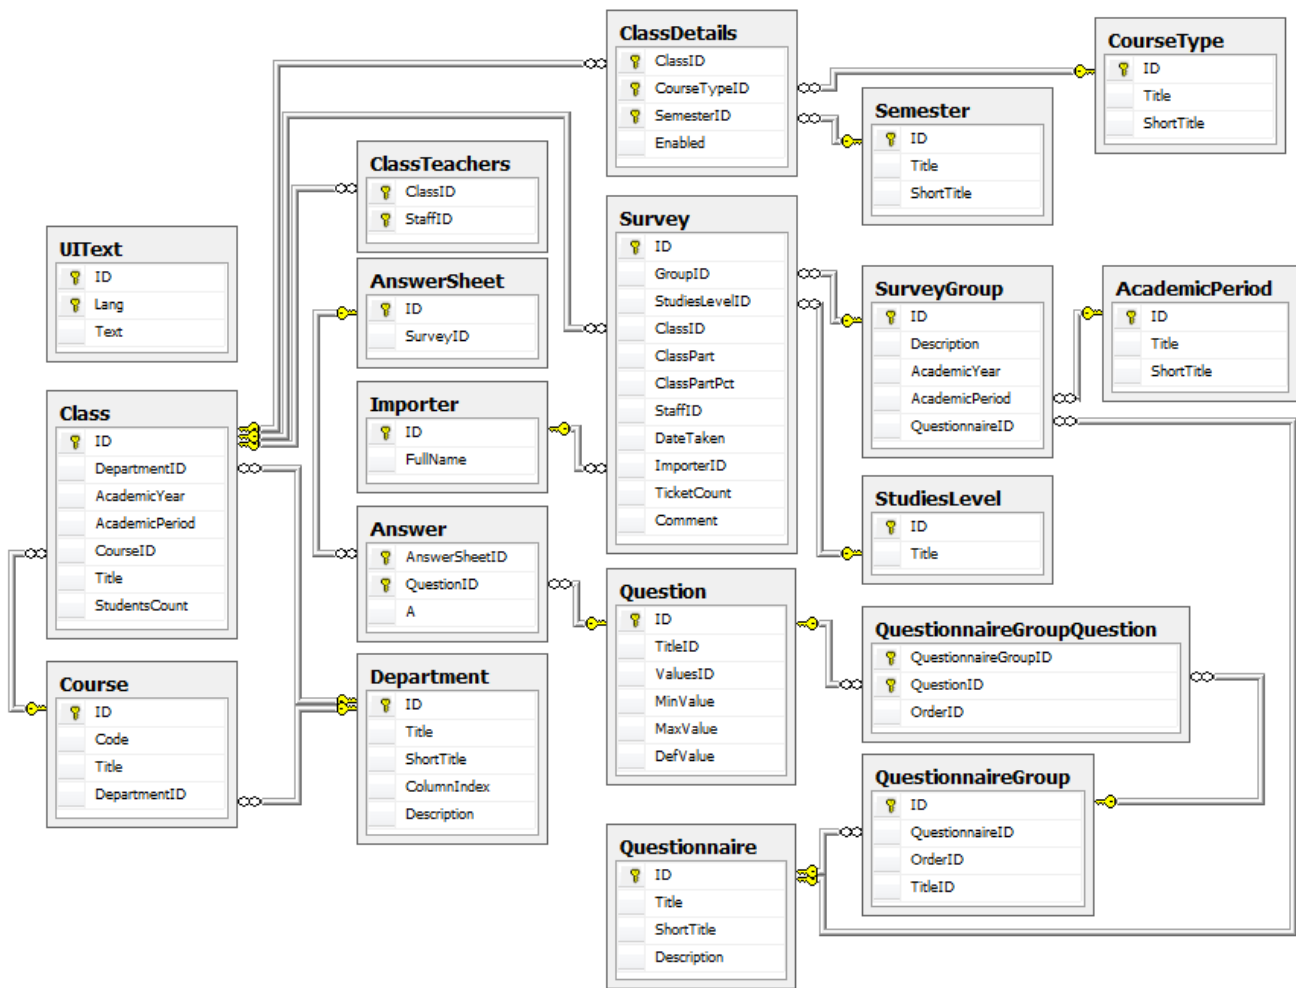 ClassDetails
ClassID
CourseTypeID
SemesterID
Enabled
CourseType
ID
Title
ShortTitle
Semester
ID
Title
ShortTitle
ClassTeachers
ClassID
StaffID
UIText
ID
Lang
Text
AnswerSheet
ID
SurveyID
Survey
ID
GroupID
StudiesLevelID
ClassID
ClassPart
ClassPartPct
StaffID
DateTaken
ImporterID
TicketCount
Comment
SurveyGroup
ID
Description
AcademicYear
AcademicPeriod
QuestionnaireID
AcademicPeriod
ID
Title
ShortTitle
Class
ID
DepartmentID
AcademicYear
AcademicPeriod
CourseID
Title
StudentsCount
Importer
ID
FullName
StudiesLevel
ID
Title
Answer
AnswerSheetID
QuestionID
A
Question
ID
TitleID
ValuesID
MinValue
MaxValue
DefValue
QuestionnaireGroupQuestion
QuestionnaireGroupID
QuestionID
OrderID
Course
ID
Code
Title
DepartmentID
Department
ID
Title
ShortTitle
ColumnIndex
Description
QuestionnaireGroup
ID
QuestionnaireID
OrderID
TitleID
Questionnaire
ID
Title
ShortTitle
Description